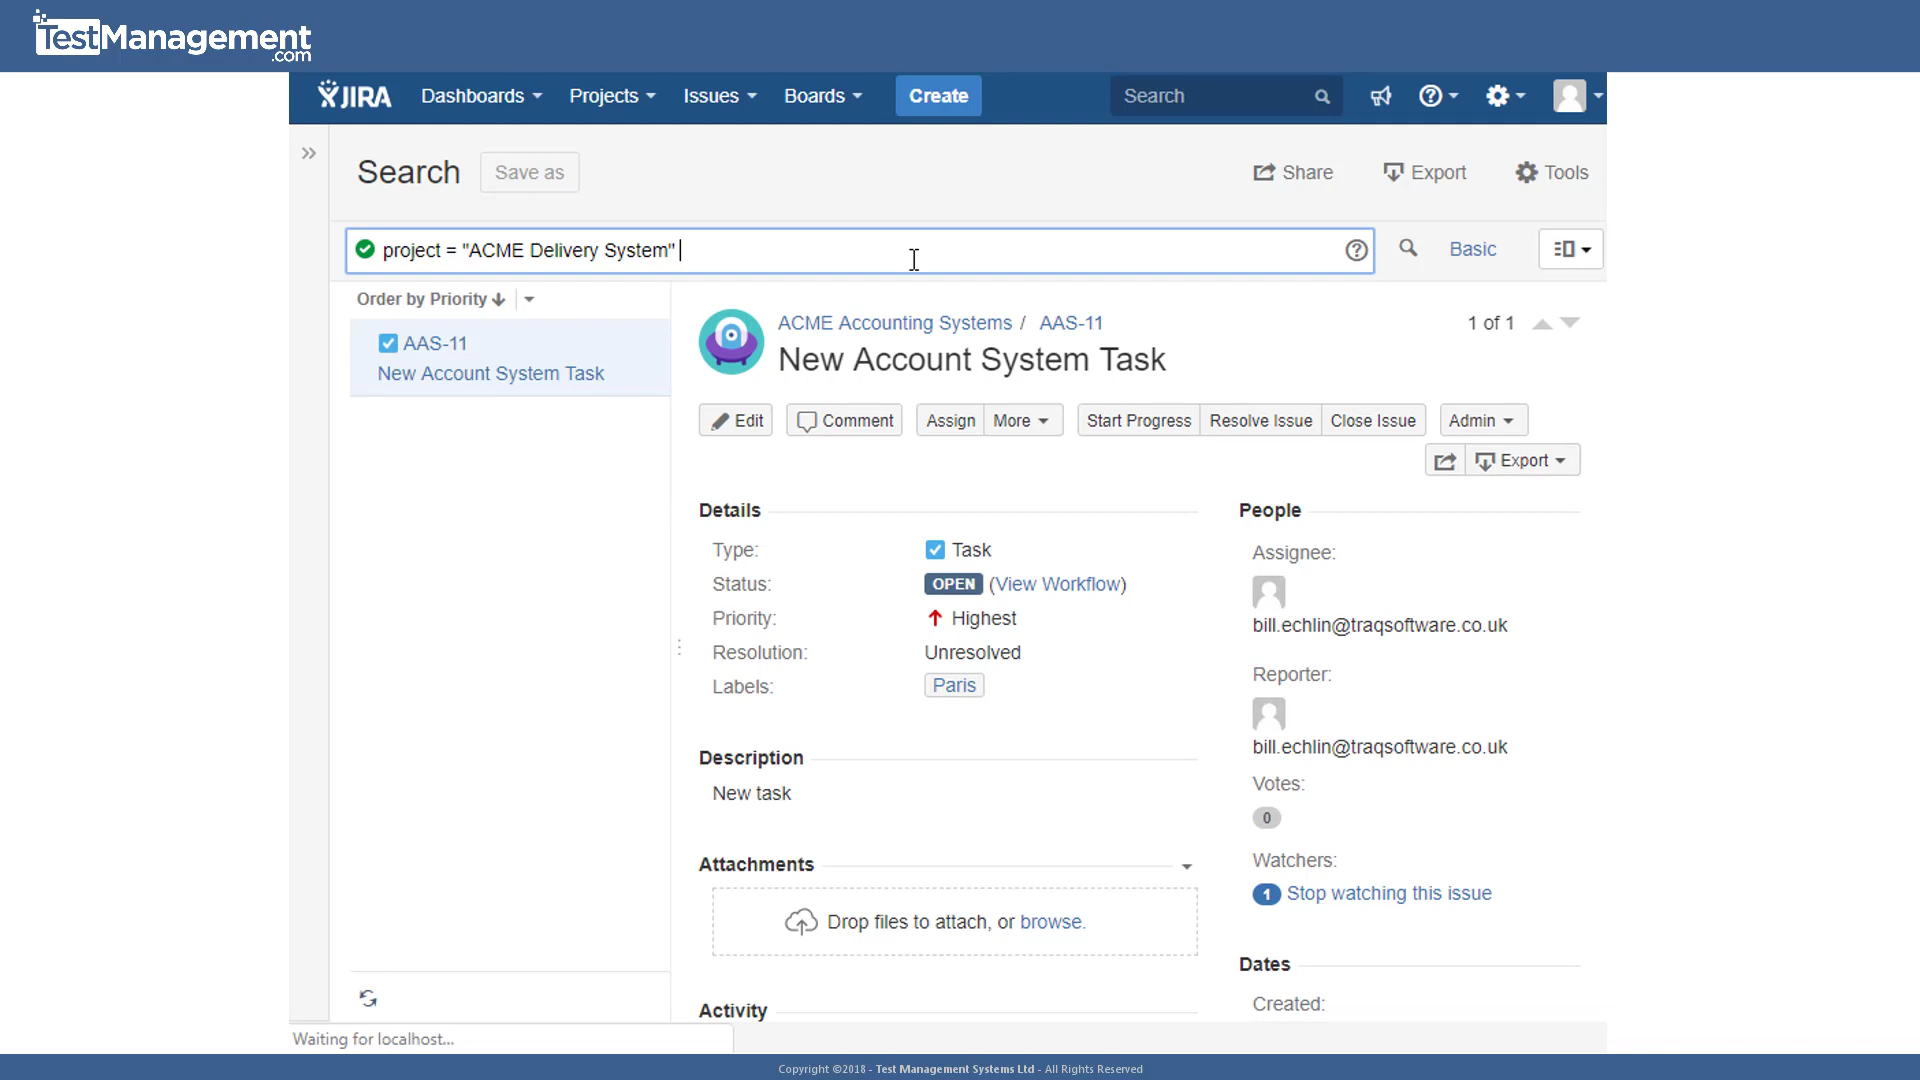 TestManagement
.com
JIRA Dashboards Projects Issues Boards Create Search
Search Save as Share Export Tools
project = "ACME Delivery System" Basic
Order by Priority
AAS-11
New Account System Task
ACME Accounting Systems / AAS-11 1 of 1
New Account System Task
Edit Comment Assign More Start Progress Resolve Issue Close Issue Admin
Export
Details
Type: Task
Status: OPEN (View Workflow)
Priority: Highest
Resolution: Unresolved
Labels: Paris
Description
New task
Attachments
Drop files to attach, or browse.
Activity
People
Assignee:
bill.echlin@traqsoftware.co.uk
Reporter:
bill.echlin@traqsoftware.co.uk
Votes:
0
Watchers:
1 Stop watching this issue
Dates
Created:
Waiting for localhost...
Copyright ©2018 - Test Management Systems Ltd - All Rights Reserved